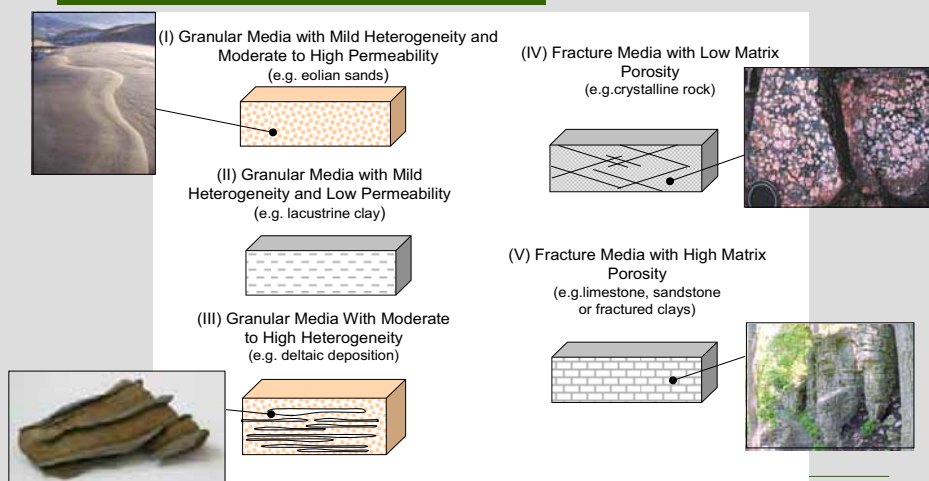 (I) Granular Media with Mild Heterogeneity and
Moderate to High Permeability
(e.g. eolian sands)
(II) Granular Media with Mild
Heterogeneity and Low Permeability
(e.g. lacustrine clay)
(III) Granular Media With Moderate
to High Heterogeneity
(e.g. deltaic deposition)
(IV) Fracture Media with Low Matrix
Porosity
(e.g.crystalline rock)
(V) Fracture Media with High Matrix
Porosity
(e.g.limestone, sandstone
or fractured clays)